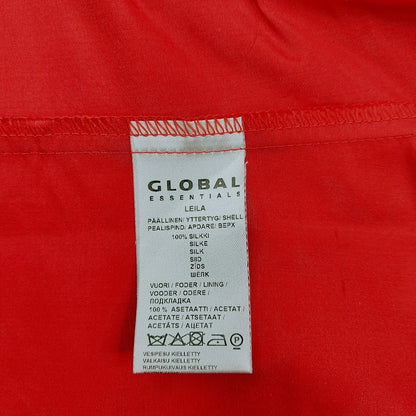 GLOBAL
ESSENTIALS
LEILA
PÄÄLLINEN/ YTTERTYG/ SHELL
PEALISPIND/ APDARE/ ВЕРХ
100% SILKKI
SILKE
SILK
SIID
ZĪDS
ШЕЛК
VUORI / FODER / LINING /
VOODER / ODERE /
ПОДКЛАДКА
100 % ASETAATTI / ACETAT /
ACETATE / ATSETAAT /
ACETĀTS / АЦЕТАТ
P
VESIPESU KIELLETTY
VALKAISU KIELLETTY
RUMPUKUIVAUS KIELLETTY